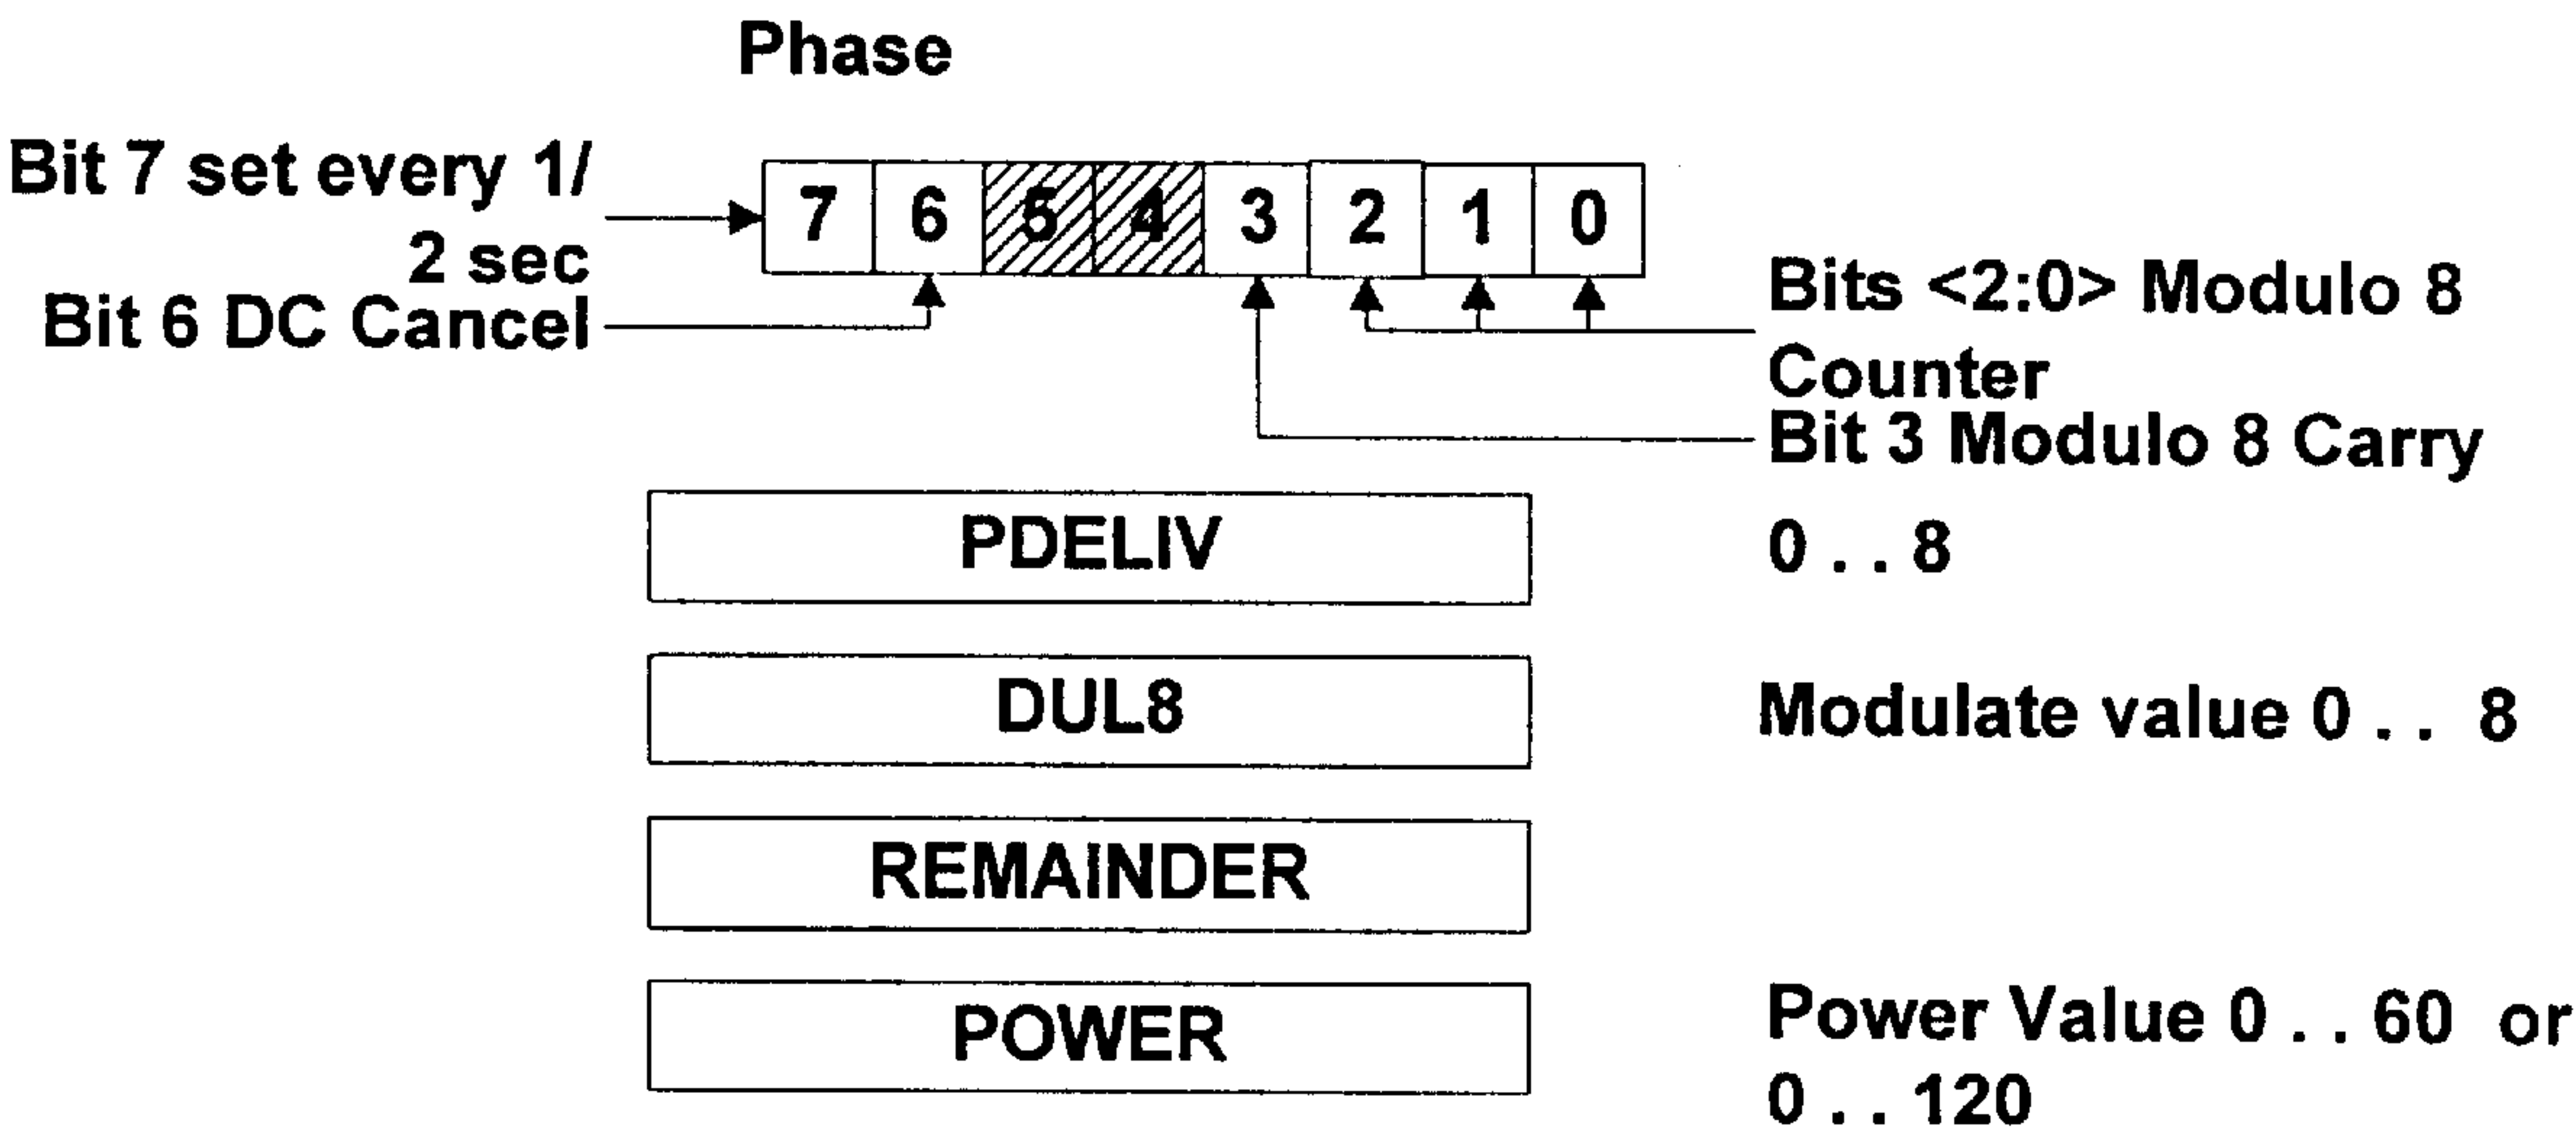 Phase
Bit 7 set every 1/
2 sec
Bit 6 DC Cancel
7 6 5 4 3 2 1 0
Bits <2:0> Modulo 8
Counter
Bit 3 Modulo 8 Carry
PDELIV
0 . . 8
DUL8
Modulate value 0 . . 8
REMAINDER
POWER
Power Value 0 . . 60 or
0 . . 120